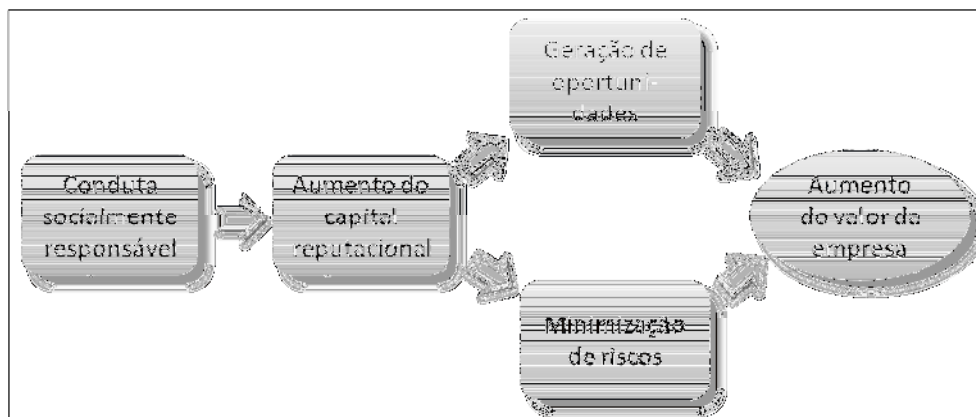 Conduta
socialmente
responsável
Aumento do
capital
reputacional
Geração de
oportuni-
dades
Minimização
de riscos
Aumento
do valor da
empresa